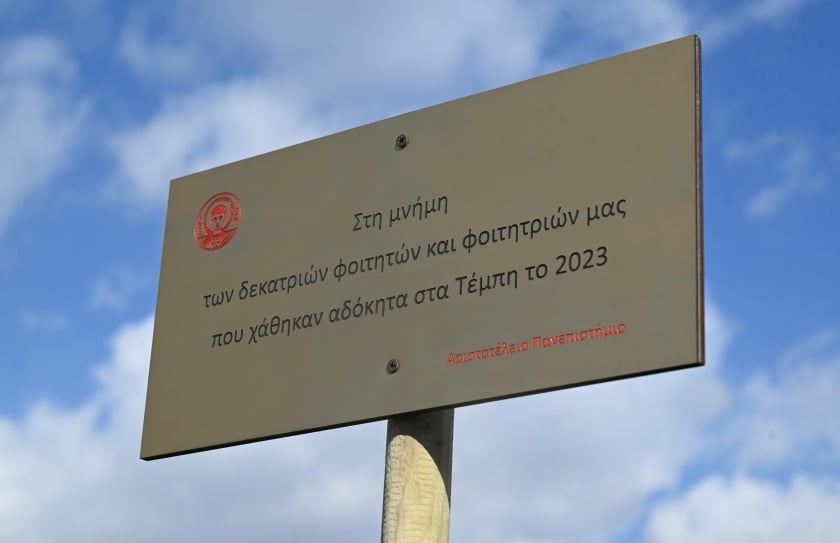 Στη μνήμη
των δεκατριών φοιτητών και φοιτητριών μας
που χάθηκαν αδόκητα στα Τέμπη το 2023
Αριστοτέλειο Πανεπιστήμιο